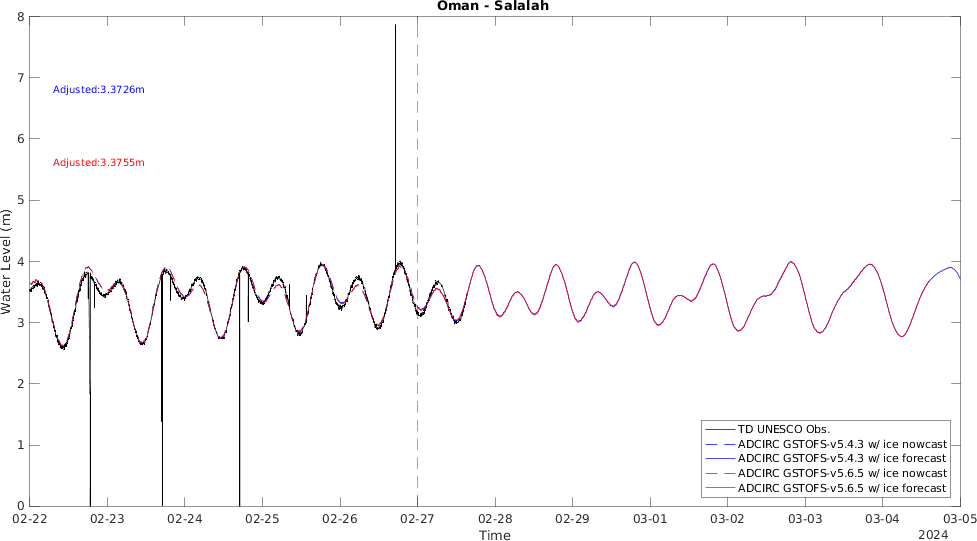 Oman - Salalah
8
7
6
5
4
3
2
1
0
Water Level (m)
Adjusted:3.3726m
Adjusted:3.3755m
TD UNESCO Obs.
ADCIRC GSTOFS-v5.4.3 w/ ice nowcast
ADCIRC GSTOFS-v5.4.3 w/ ice forecast
ADCIRC GSTOFS-v5.6.5 w/ ice nowcast
ADCIRC GSTOFS-v5.6.5 w/ ice forecast
02-22 02-23 02-24 02-25 02-26 02-27 02-28 02-29 03-01 03-02 03-03 03-04 03-05
Time
2024